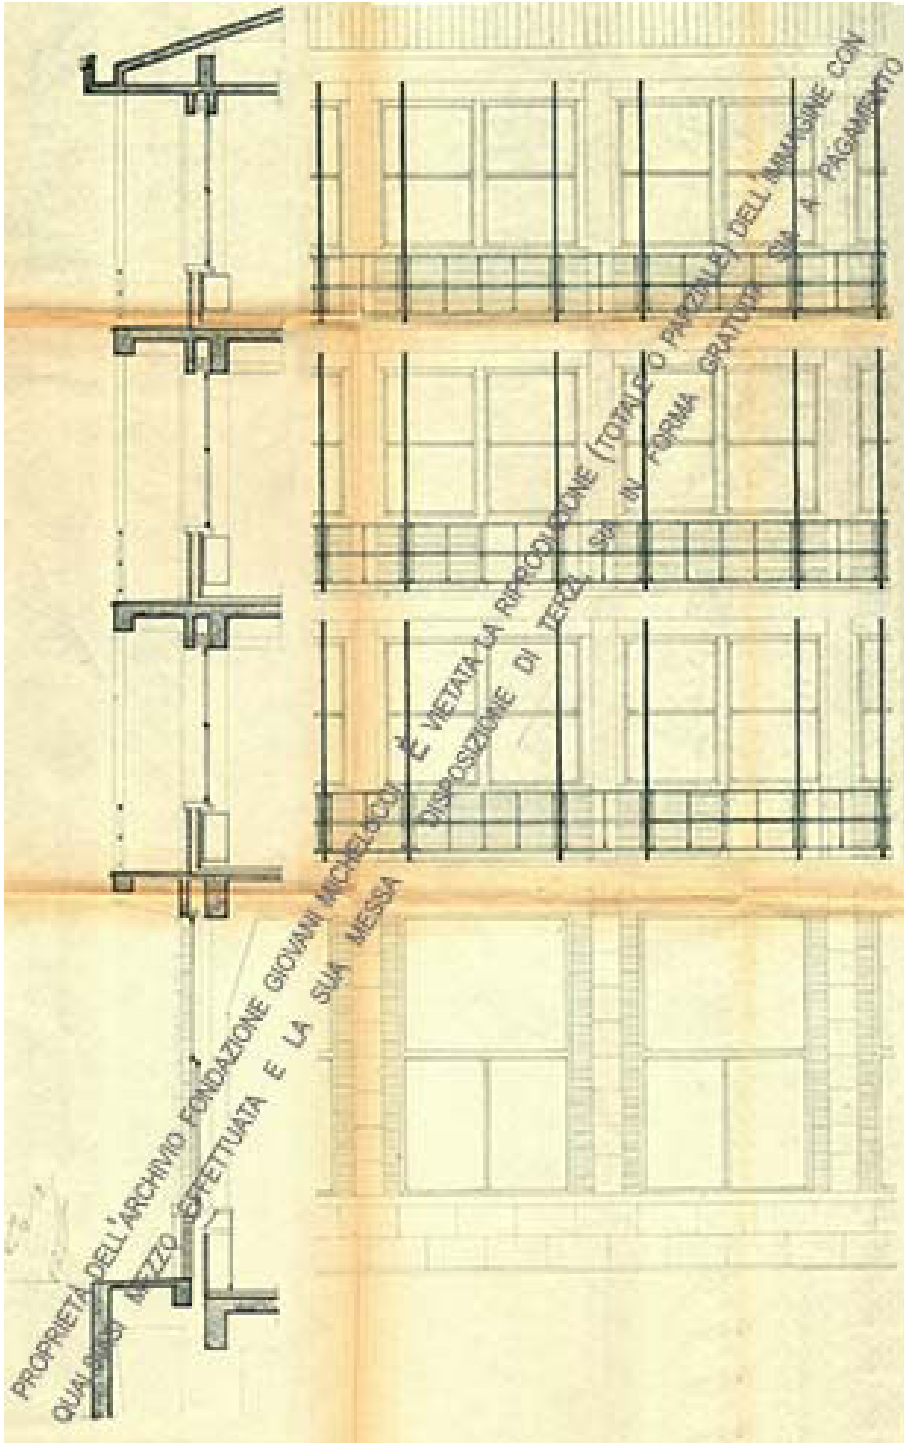 PROPRIETÀ DELL'ARCHIVIO FONDAZIONE GIOVANNI MICHELUCCI È VIETATA LA RIPRODUZIONE (TOTALE O PARZIALE) DELL'IMMAGINE CON
QUALSIASI MEZZO EFFETTUATA E LA SUA MESSA DISPOSIZIONE DI TERZI, SIA IN FORMA GRATUITA SIA A PAGAMENTO